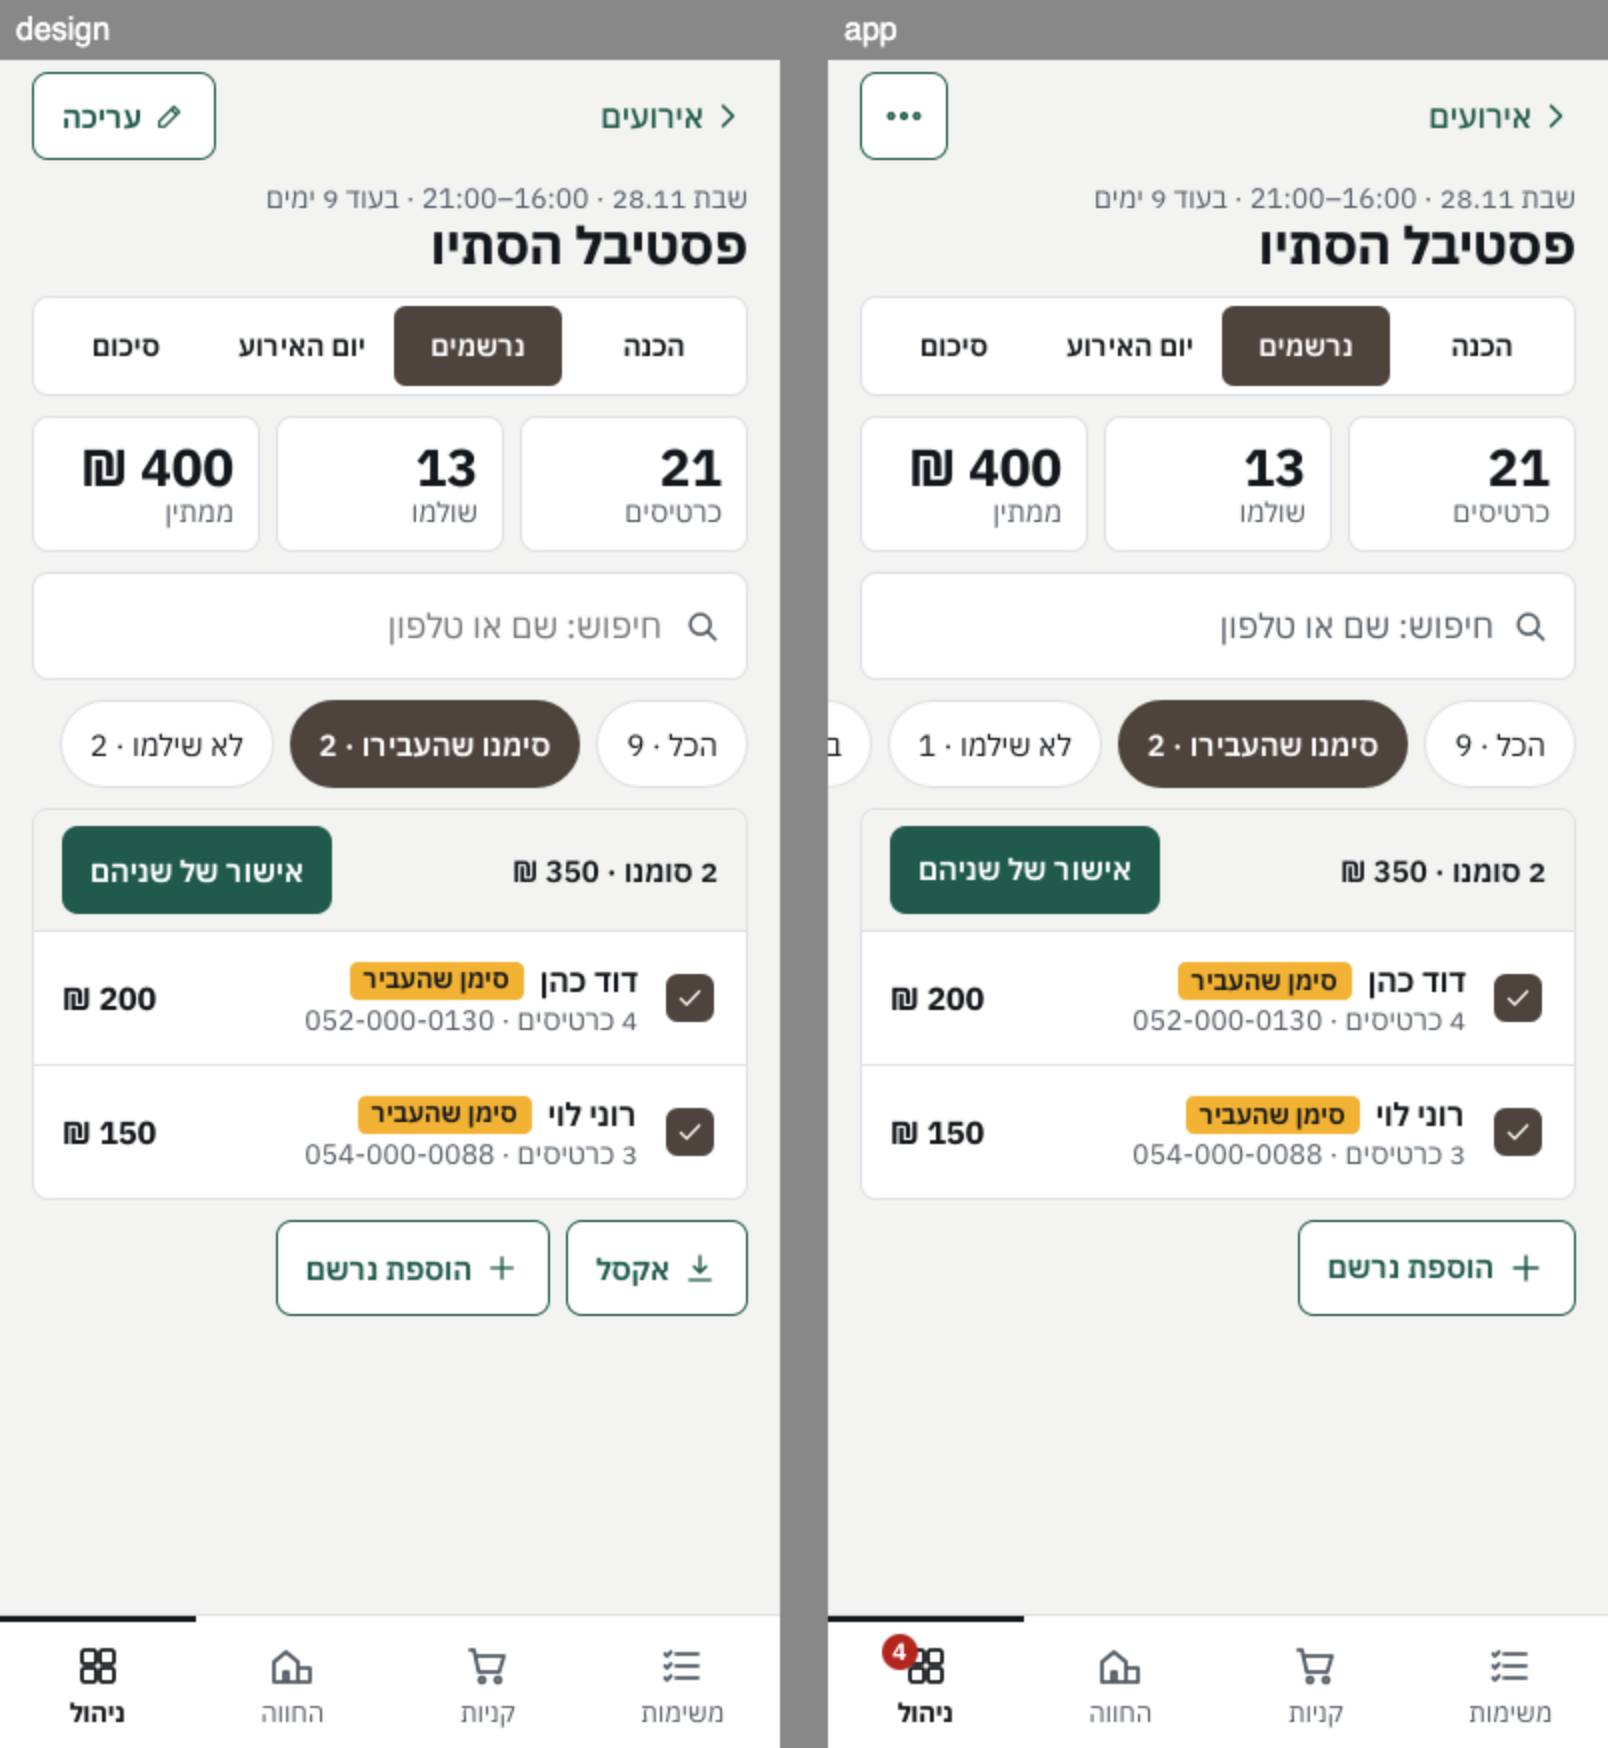 design
אירועים
עריכה
שבת 28.11 · 21:00–16:00 · בעוד 9 ימים
פסטיבל הסתיו
הכנה
נרשמים
יום האירוע
סיכום
21
כרטיסים
13
שולמו
400 ₪
ממתין
חיפוש: שם או טלפון
הכל · 9
סימנו שהעבירו · 2
לא שילמו · 2
2 סומנו · 350 ₪
אישור של שניהם
דוד כהן
סימן שהעביר
4 כרטיסים · 052-000-0130
200 ₪
רוני לוי
סימן שהעביר
3 כרטיסים · 054-000-0088
150 ₪
אקסל
הוספת נרשם
משימות
קניות
החווה
ניהול
app
אירועים
שבת 28.11 · 21:00–16:00 · בעוד 9 ימים
פסטיבל הסתיו
הכנה
נרשמים
יום האירוע
סיכום
21
כרטיסים
13
שולמו
400 ₪
ממתין
חיפוש: שם או טלפון
הכל · 9
סימנו שהעבירו · 2
לא שילמו · 1
2 סומנו · 350 ₪
אישור של שניהם
דוד כהן
סימן שהעביר
4 כרטיסים · 052-000-0130
200 ₪
רוני לוי
סימן שהעביר
3 כרטיסים · 054-000-0088
150 ₪
הוספת נרשם
משימות
קניות
החווה
4
ניהול